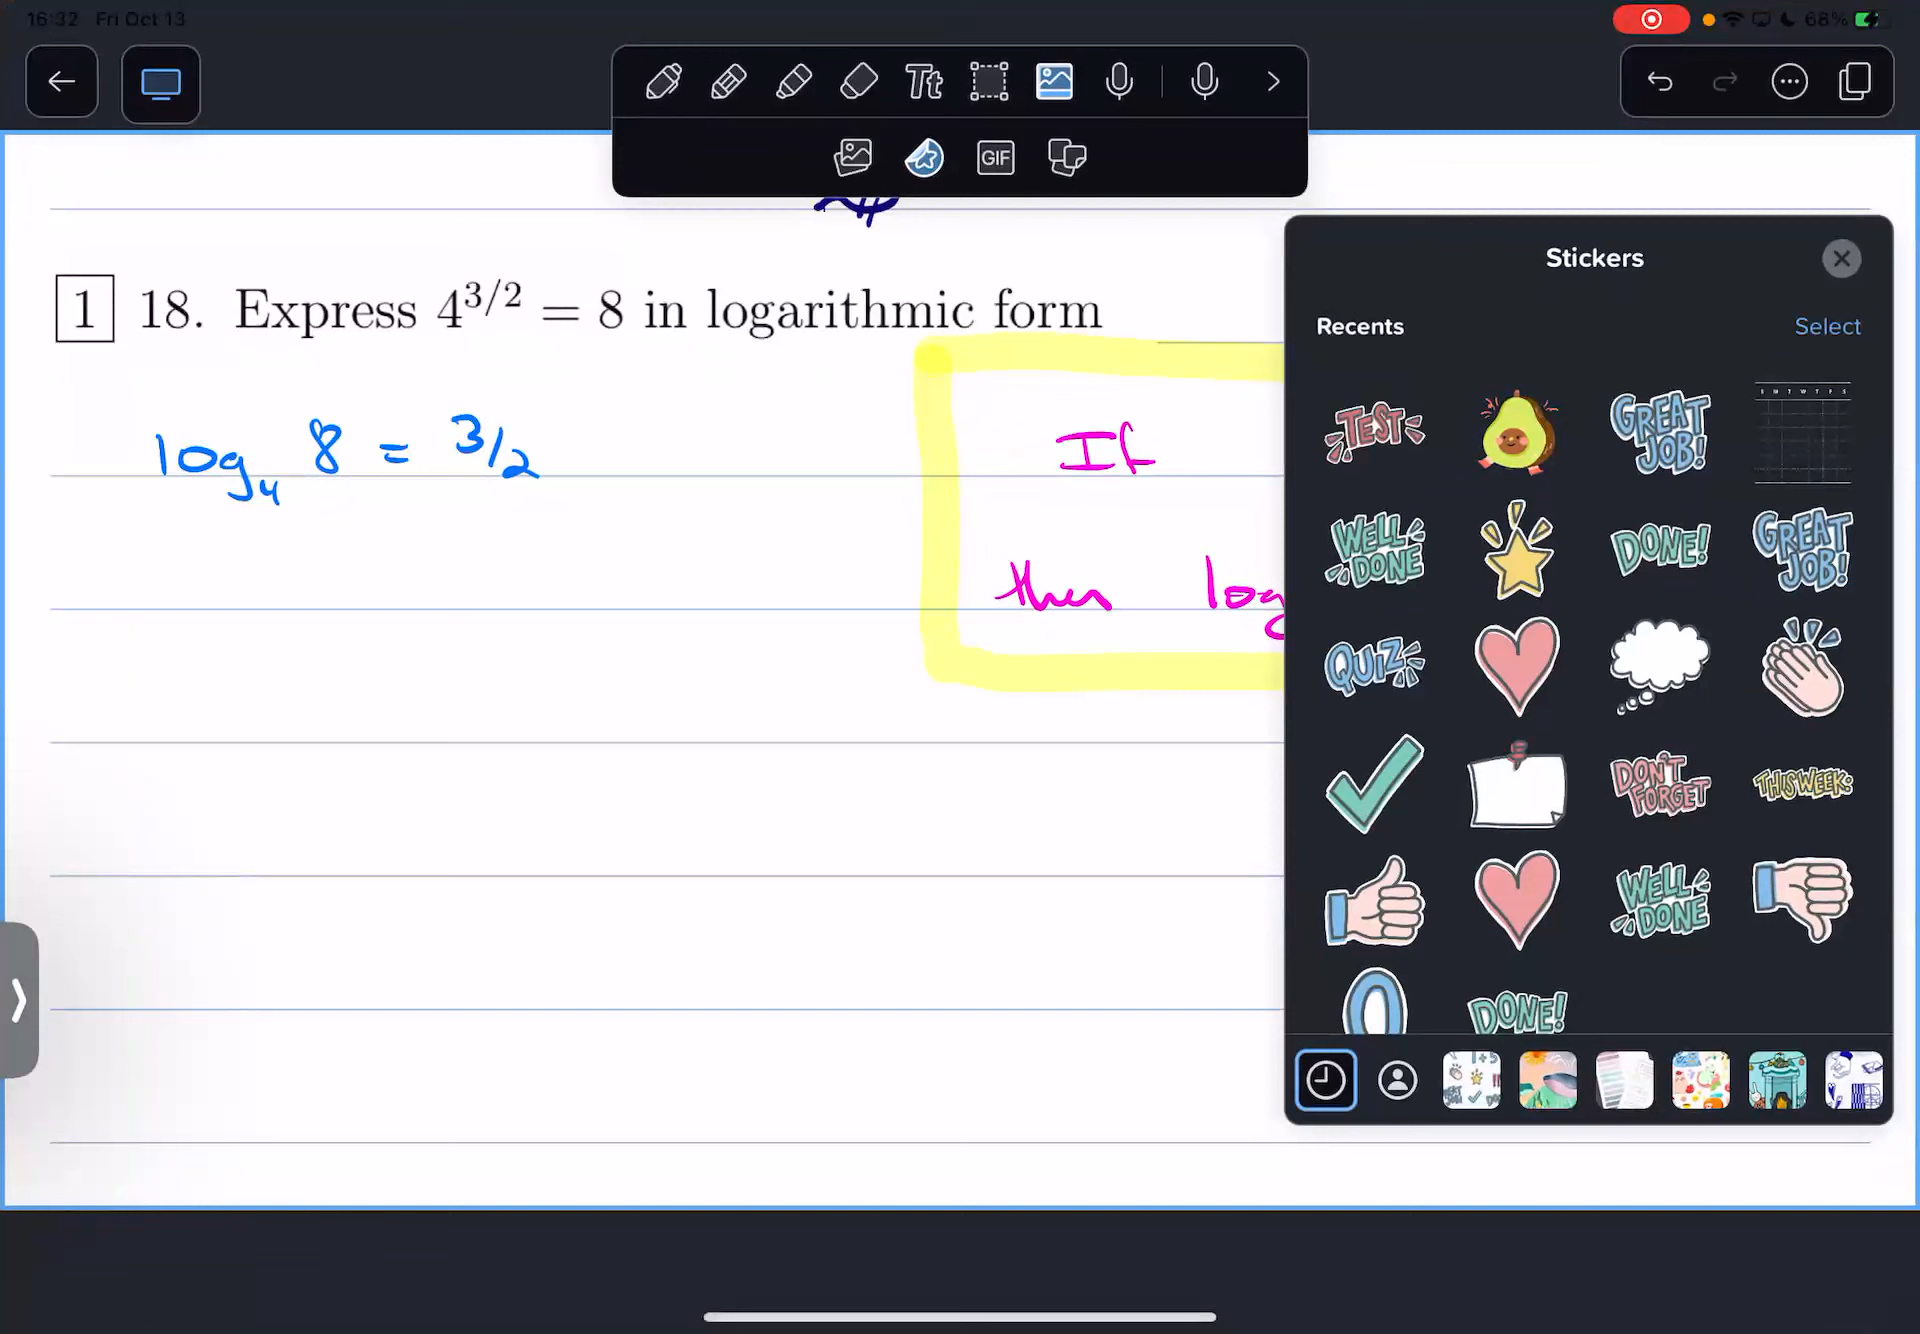 16:32 Fri Oct 13
68%
Tt
GIF
1 18. Express 4^{3/2} = 8 in logarithmic form
log₄ 8 = 3/2
If
then log
Stickers
Recents Select
TEST
GREAT JOB!
S M T W T F S
WELL DONE
DONE!
GREAT JOB!
QUIZ
DON'T FORGET
THIS WEEK:
WELL DONE
0
DONE!